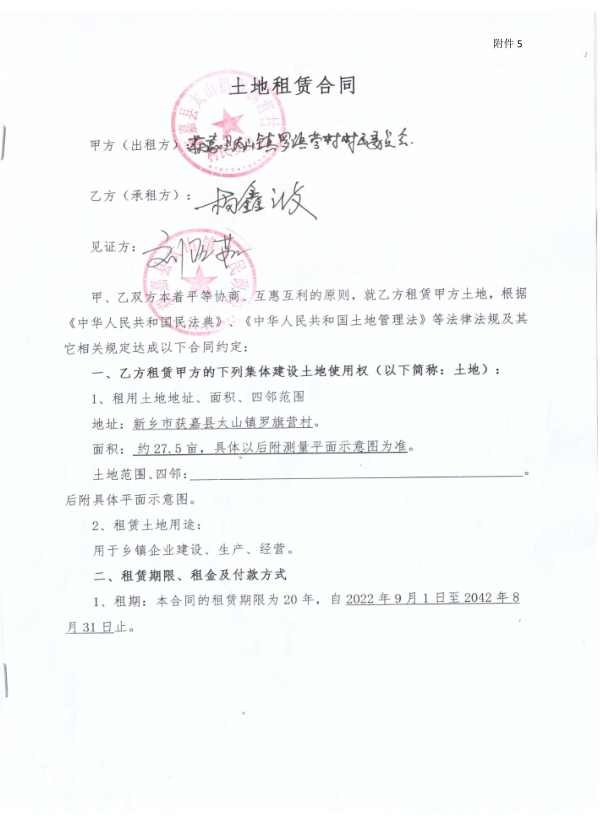 附件 5
土地租赁合同
甲方（出租方）：获嘉县太山镇罗旗营村村民委员会
乙方（承租方）：杨鑫波
见证方：
甲、乙双方本着平等协商、互惠互利的原则，就乙方租赁甲方土地，根据
《中华人民共和国民法典》、《中华人民共和国土地管理法》等法律法规及其
它相关规定达成以下合同约定：
一、乙方租赁甲方的下列集体建设土地使用权（以下简称：土地）：
1、租用土地地址、面积、四邻范围
地址：新乡市获嘉县太山镇罗旗营村。
面积： 约 27.5 亩，具体以后附测量平面示意图为准。
土地范围、四邻：。
后附具体平面示意图。
2、租赁土地用途：
用于乡镇企业建设、生产、经营。
二、租赁期限、租金及付款方式
1、租期：本合同的租赁期限为 20 年，自 2022 年 9 月 1 日至 2042 年 8
月 31 日止。